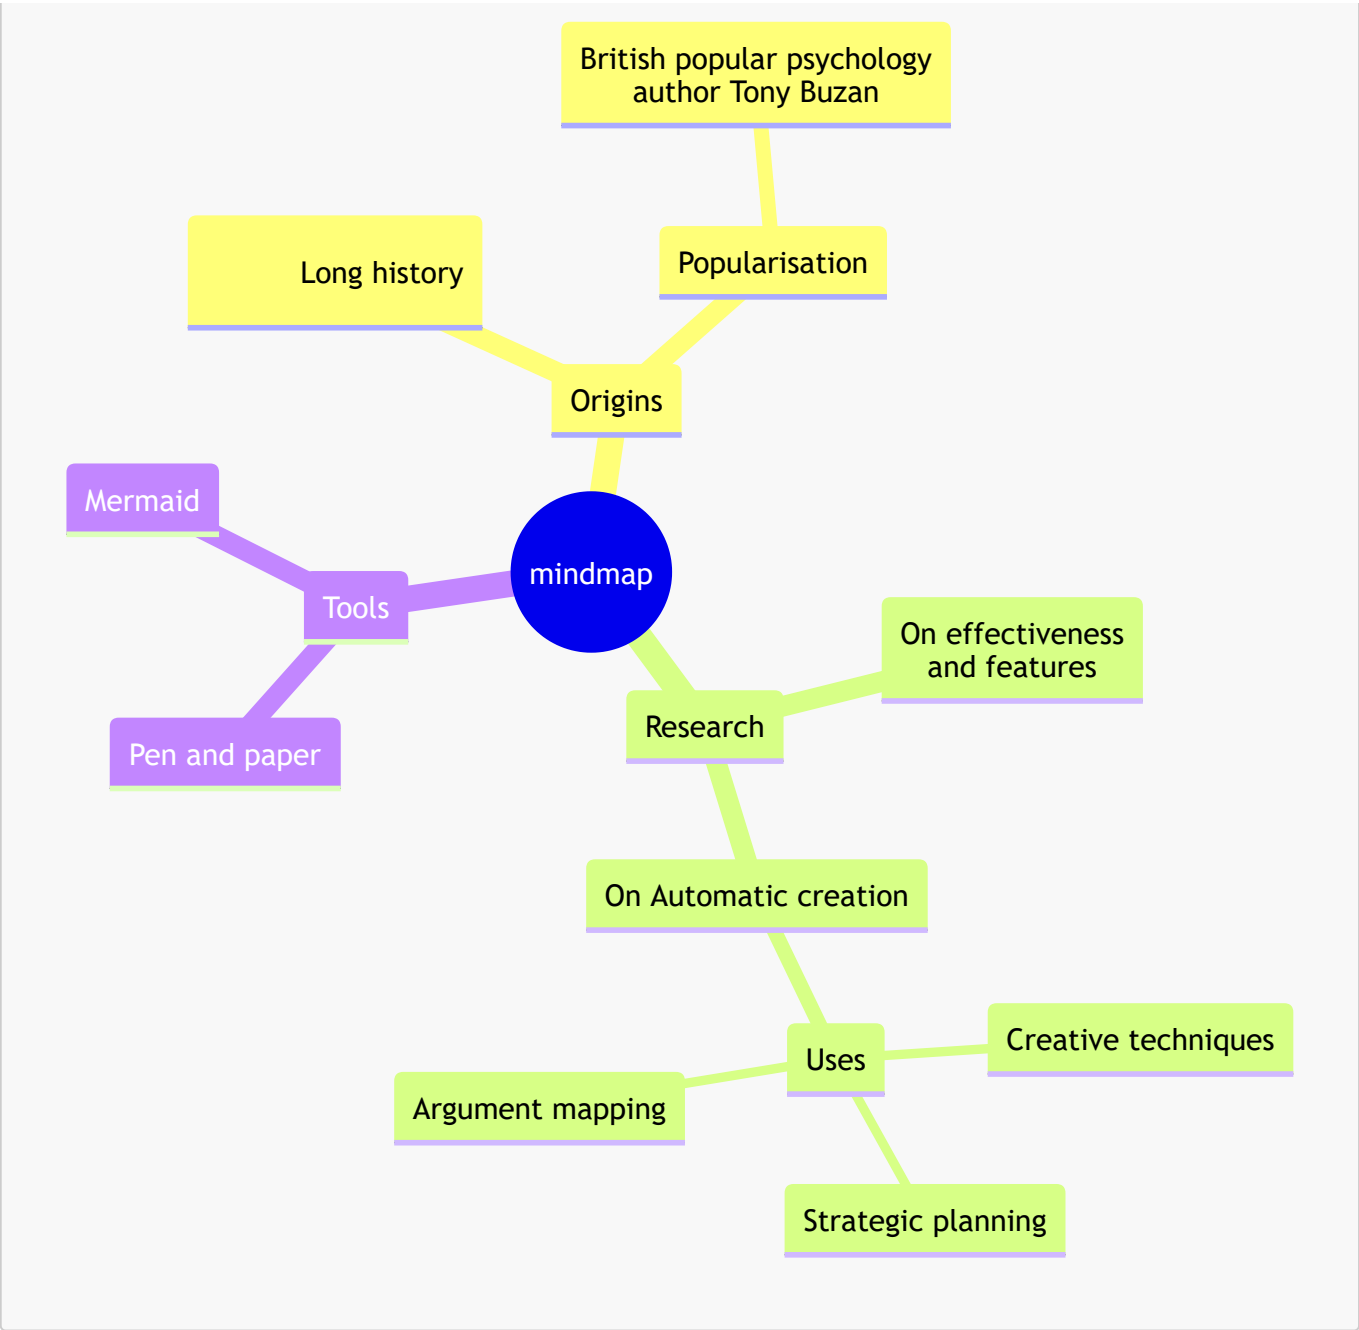 British popular psychology
author Tony Buzan
Long history
Popularisation
Origins
Mermaid
mindmap
Tools
On effectiveness
and features
Research
Pen and paper
On Automatic creation
Uses
Creative techniques
Argument mapping
Strategic planning